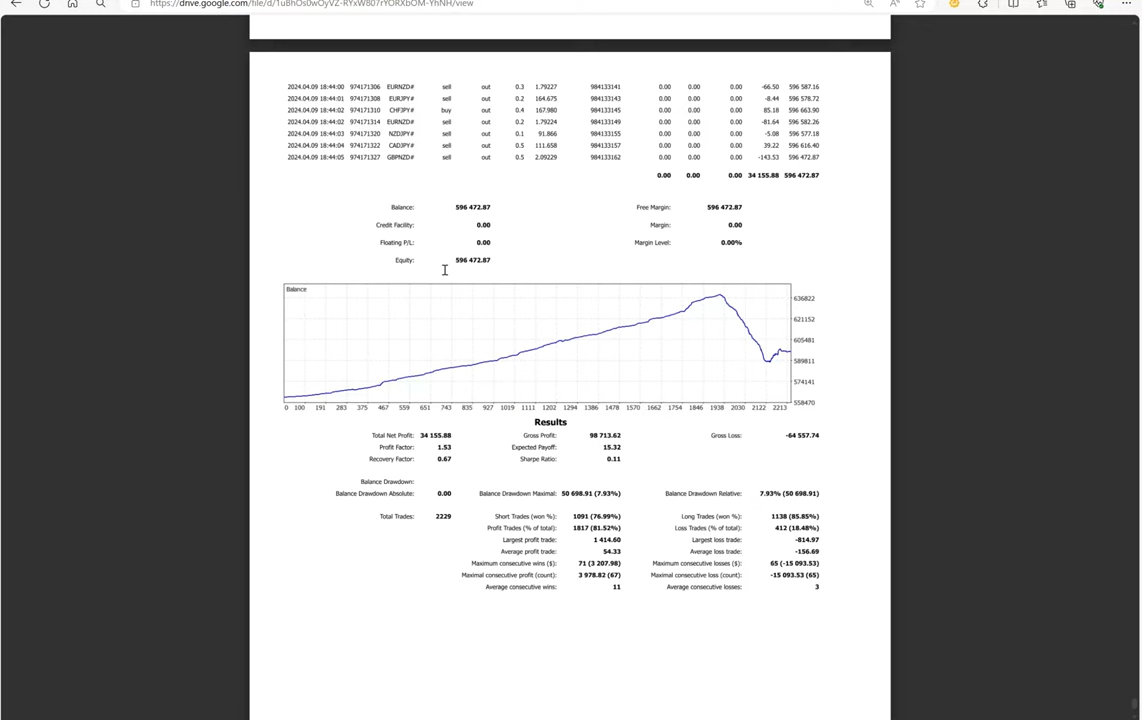 https://drive.google.com/file/d/1uBhOs0wOyVZ-RYxW807rYORXbOM-YhNH/view
2024.04.09 18:44:00 974171306 EURNZD# sell out 0.3 1.79227 984133141 0.00 0.00 0.00 -66.50 596 587.16
2024.04.09 18:44:01 974171308 EURJPY# sell out 0.2 164.675 984133143 0.00 0.00 0.00 -8.44 596 578.72
2024.04.09 18:44:02 974171310 CHFJPY# buy out 0.4 167.980 984133145 0.00 0.00 0.00 85.18 596 663.90
2024.04.09 18:44:02 974171314 EURNZD# sell out 0.2 1.79224 984133149 0.00 0.00 0.00 -81.64 596 582.26
2024.04.09 18:44:03 974171320 NZDJPY# sell out 0.1 91.866 984133155 0.00 0.00 0.00 -5.08 596 577.18
2024.04.09 18:44:04 974171322 CADJPY# sell out 0.5 111.658 984133157 0.00 0.00 0.00 39.22 596 616.40
2024.04.09 18:44:05 974171327 GBPNZD# sell out 0.5 2.09229 984133162 0.00 0.00 0.00 -143.53 596 472.87
0.00 0.00 0.00 34 155.88 596 472.87
Balance: 596 472.87 Free Margin: 596 472.87
Credit Facility: 0.00 Margin: 0.00
Floating P/L: 0.00 Margin Level: 0.00%
Equity: 596 472.87
Balance
636822
621152
605481
589811
574141
558470
0 100 191 283 375 467 559 651 743 835 927 1019 1111 1202 1294 1386 1478 1570 1662 1754 1846 1938 2030 2122 2213
Results
Total Net Profit: 34 155.88 Gross Profit: 98 713.62 Gross Loss: -64 557.74
Profit Factor: 1.53 Expected Payoff: 15.32
Recovery Factor: 0.67 Sharpe Ratio: 0.11
Balance Drawdown:
Balance Drawdown Absolute: 0.00 Balance Drawdown Maximal: 50 698.91 (7.93%) Balance Drawdown Relative: 7.93% (50 698.91)
Total Trades: 2229 Short Trades (won %): 1091 (76.99%) Long Trades (won %): 1138 (85.85%)
Profit Trades (% of total): 1817 (81.52%) Loss Trades (% of total): 412 (18.48%)
Largest profit trade: 1 414.60 Largest loss trade: -814.97
Average profit trade: 54.33 Average loss trade: -156.69
Maximum consecutive wins ($): 71 (3 207.98) Maximum consecutive losses ($): 65 (-15 093.53)
Maximal consecutive profit (count): 3 978.82 (67) Maximal consecutive loss (count): -15 093.53 (65)
Average consecutive wins: 11 Average consecutive losses: 3